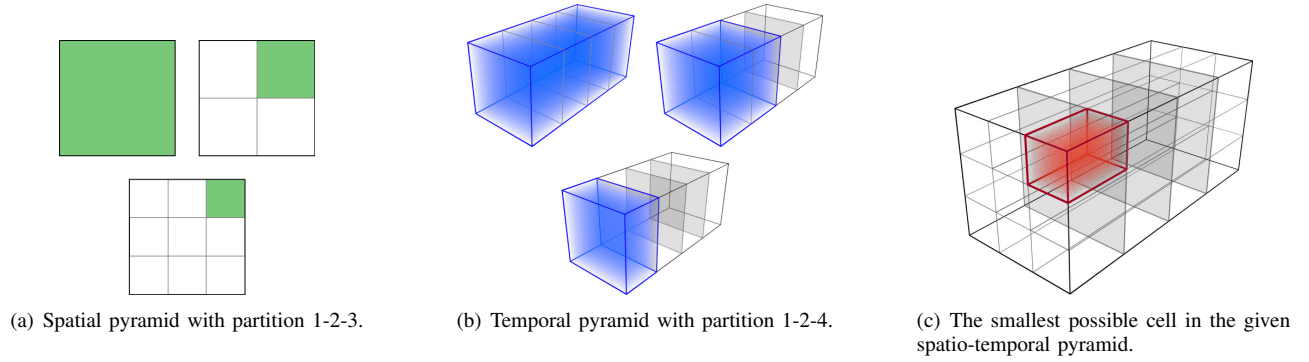 (a) Spatial pyramid with partition 1-2-3.
(b) Temporal pyramid with partition 1-2-4.
(c) The smallest possible cell in the given
spatio-temporal pyramid.